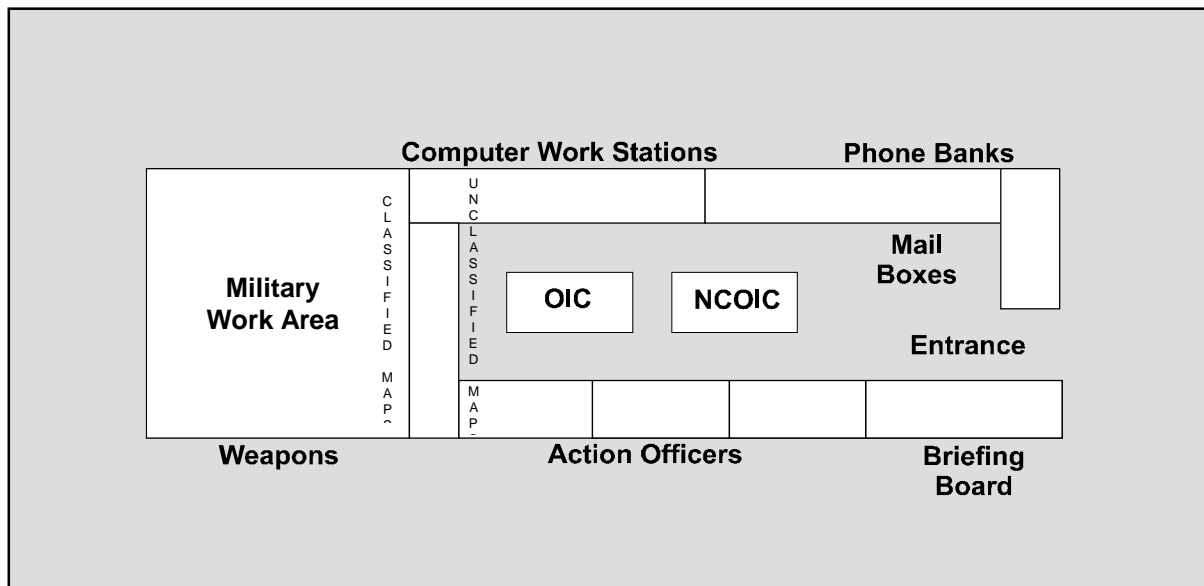 Computer Work Stations
Phone Banks
CLASSIFIED MAPS
UNCLASSIFIED MAPS
Military
Work Area
OIC
NCOIC
Mail
Boxes
Entrance
Weapons
Action Officers
Briefing
Board